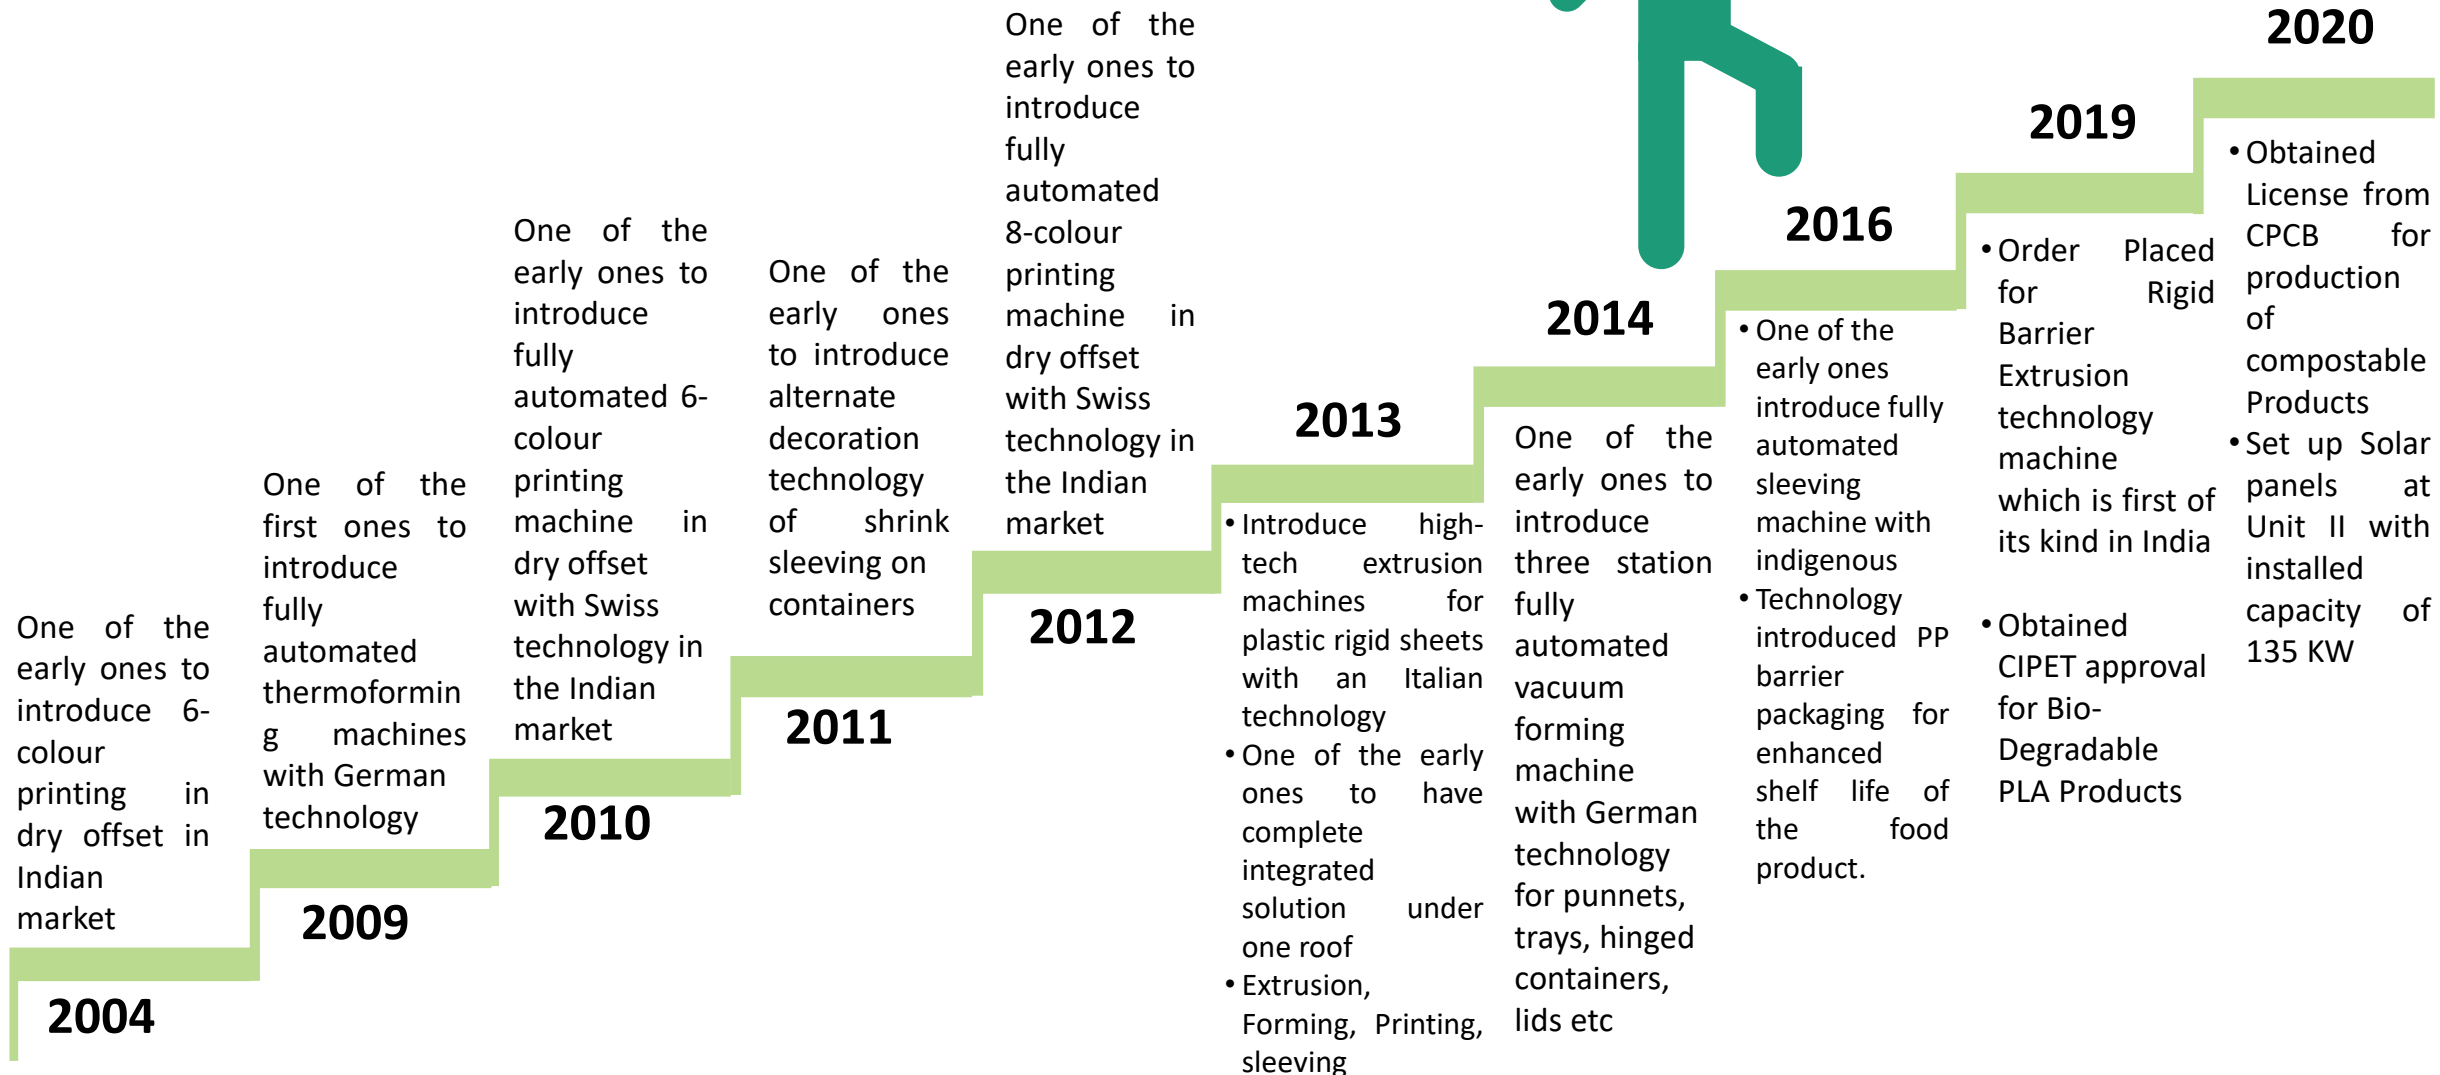 One of the
early ones to
introduce 6-
colour
printing in
dry offset in
Indian
market
2004
One of the
first ones to
introduce
fully
automated
thermoformin
g machines
with German
technology
2009
One of the
early ones to
introduce
fully
automated 6-
colour
printing
machine in
dry offset
with Swiss
technology in
the Indian
market
2010
One of the
early ones
to introduce
alternate
decoration
technology
of shrink
sleeving on
containers
2011
One of the
early ones to
introduce
fully
automated
8-colour
printing
machine in
dry offset
with Swiss
technology in
the Indian
market
2012
2013
• Introduce high-
tech extrusion
machines for
plastic rigid sheets
with an Italian
technology
• One of the early
ones to have
complete
integrated
solution under
one roof
• Extrusion,
Forming, Printing,
sleeving
2014
One of the
early ones to
introduce
three station
fully
automated
vacuum
forming
machine
with German
technology
for punnets,
trays, hinged
containers,
lids etc
2016
• One of the
early ones
introduce fully
automated
sleeving
machine with
indigenous
• Technology
introduced PP
barrier
packaging for
enhanced
shelf life of
the food
product.
2019
• Order Placed
for Rigid
Barrier
Extrusion
technology
machine
which is first of
its kind in India
• Obtained
CIPET approval
for Bio-
Degradable
PLA Products
2020
• Obtained
License from
CPCB for
production
of
compostable
Products
• Set up Solar
panels at
Unit II with
installed
capacity of
135 KW